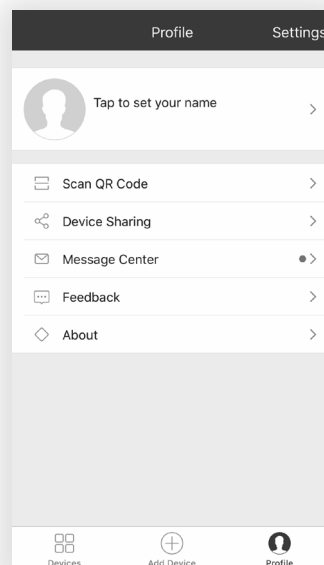 Profile Settings
Tap to set your name
Scan QR Code
Device Sharing
Message Center
Feedback
About
Devices Add Device Profile